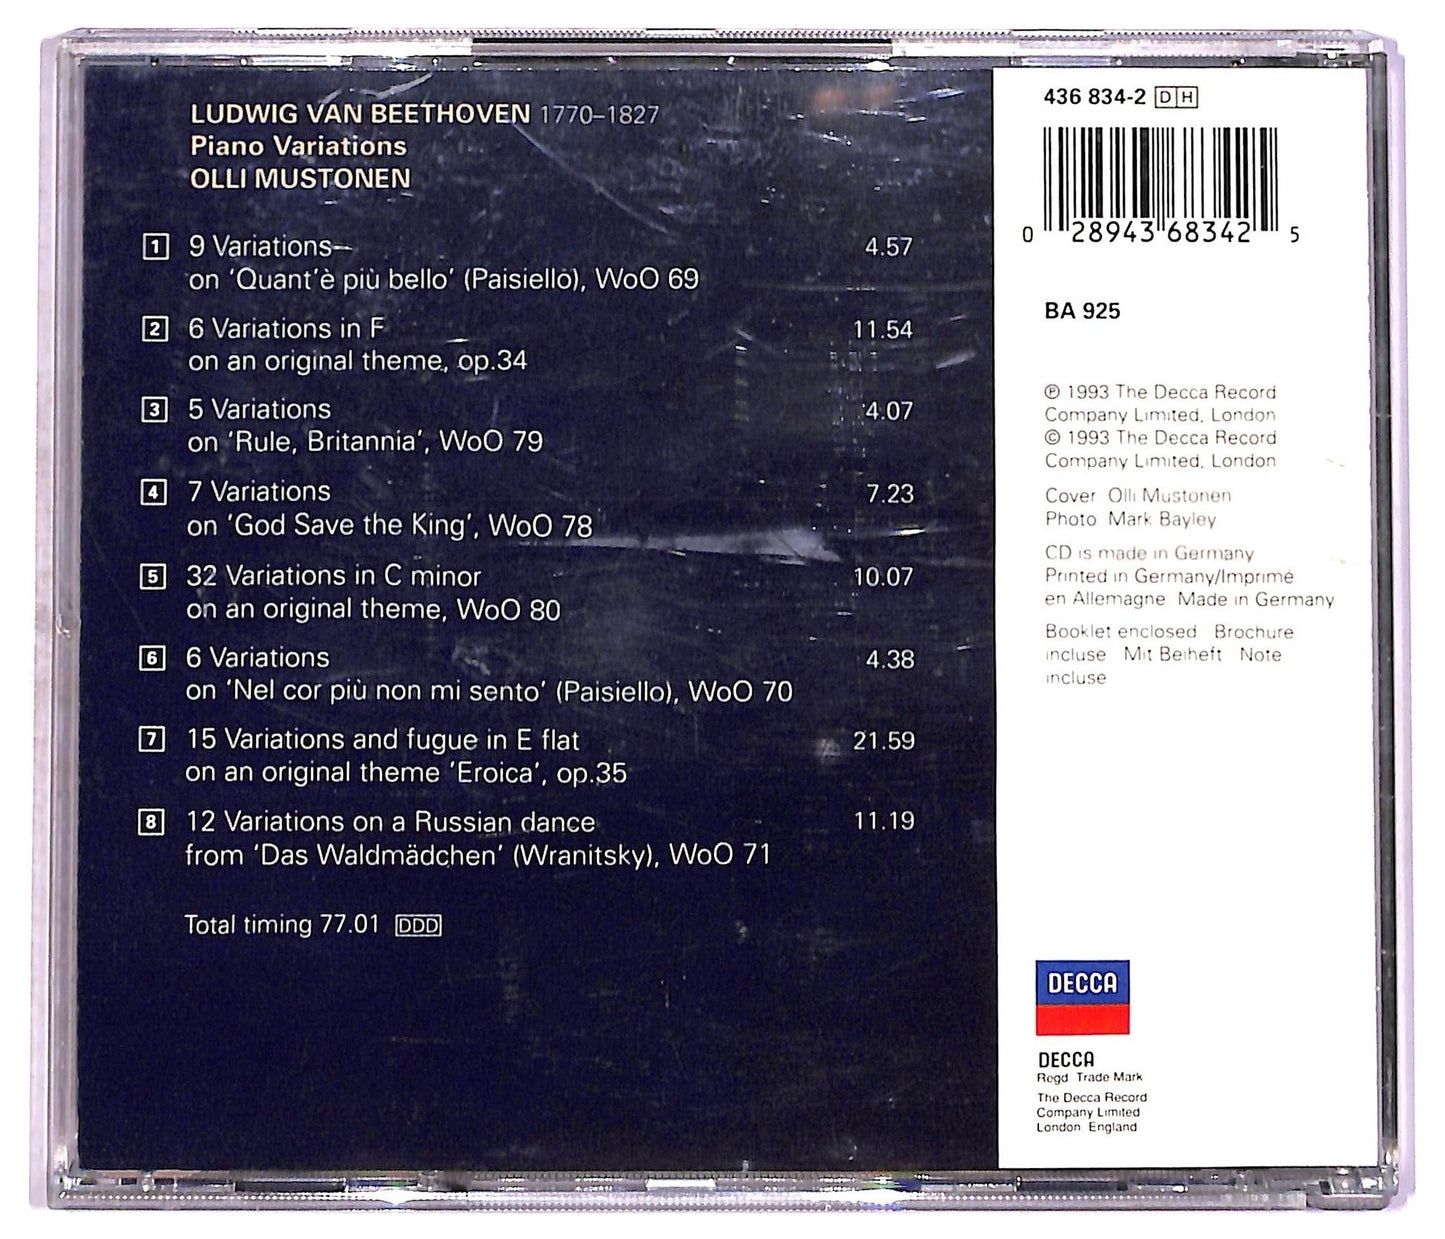 LUDWIG VAN BEETHOVEN 1770–1827
Piano Variations
OLLI MUSTONEN
1 9 Variations– 4.57
on ‘Quant’è più bello’ (Paisiello), WoO 69
2 6 Variations in F 11.54
on an original theme, op.34
3 5 Variations 4.07
on ‘Rule, Britannia’, WoO 79
4 7 Variations 7.23
on ‘God Save the King’, WoO 78
5 32 Variations in C minor 10.07
on an original theme, WoO 80
6 6 Variations 4.38
on ‘Nel cor più non mi sento’ (Paisiello), WoO 70
7 15 Variations and fugue in E flat 21.59
on an original theme ‘Eroica’, op.35
8 12 Variations on a Russian dance 11.19
from ‘Das Waldmädchen’ (Wranitsky), WoO 71
Total timing 77.01 DDD
436 834-2 DH
0 28943 68342 5
BA 925
℗ 1993 The Decca Record
Company Limited, London
© 1993 The Decca Record
Company Limited, London
Cover Olli Mustonen
Photo Mark Bayley
CD is made in Germany
Printed in Germany/Imprimé
en Allemagne Made in Germany
Booklet enclosed Brochure
incluse Mit Beiheft Note
incluse
DECCA
DECCA
Regd Trade Mark
The Decca Record
Company Limited
London England